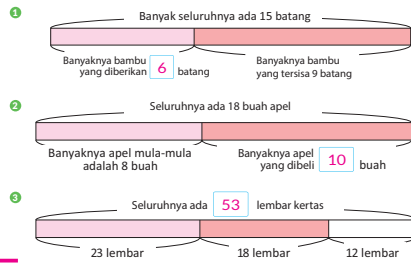 1
Banyak seluruhnya ada 15 batang
Banyaknya bambu
yang diberikan 6 batang
Banyaknya bambu
yang tersisa 9 batang
2
Seluruhnya ada 18 buah apel
Banyaknya apel mula-mula
adalah 8 buah
Banyaknya apel
yang dibeli 10 buah
3
Seluruhnya ada 53 lembar kertas
23 lembar
18 lembar
12 lembar